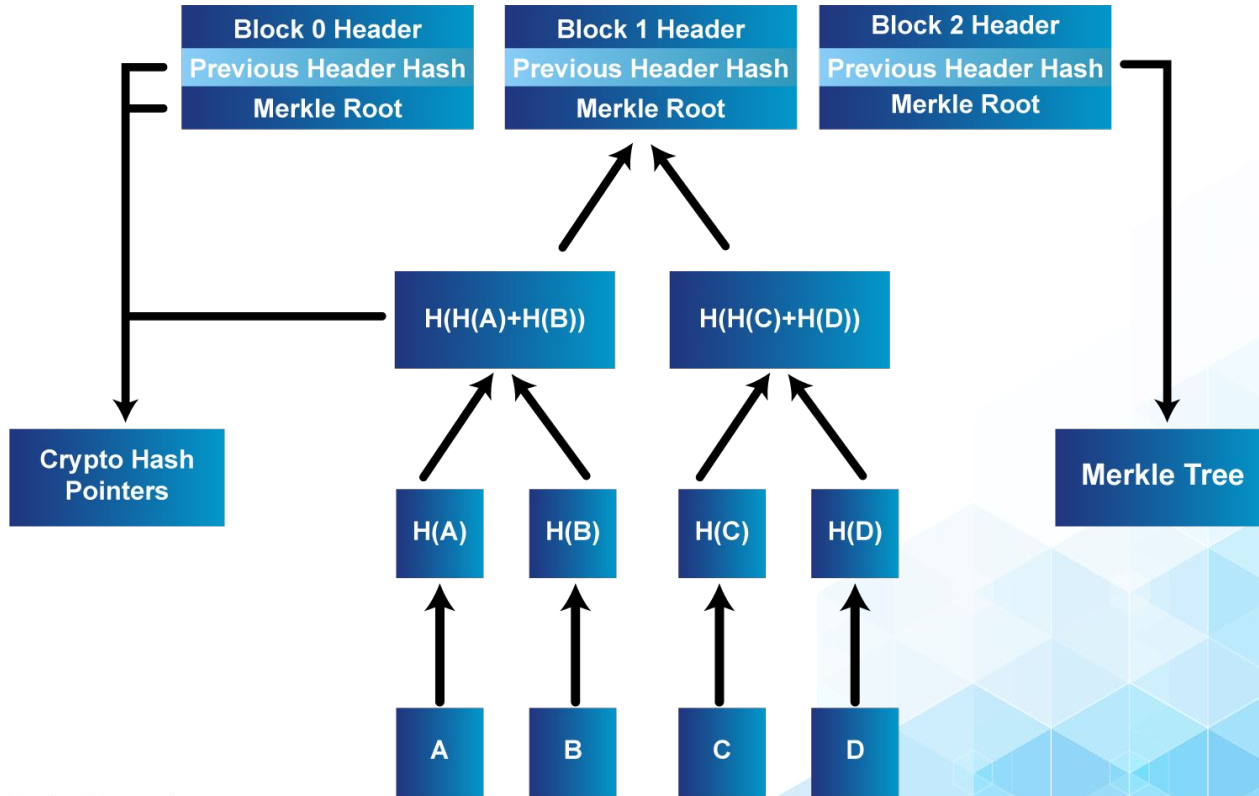 Block 0 Header
Previous Header Hash
Merkle Root
Block 1 Header
Previous Header Hash
Merkle Root
Block 2 Header
Previous Header Hash
Merkle Root
H(H(A)+H(B))
H(H(C)+H(D))
Crypto Hash
Pointers
Merkle Tree
H(A)
H(B)
H(C)
H(D)
A
B
C
D